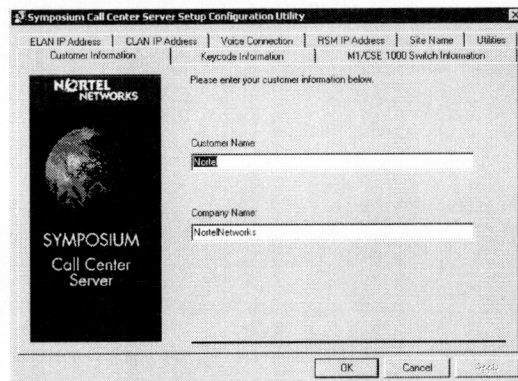 Symposium Call Center Server Setup Configuration Utility
ELAN IP Address CLAN IP Address Voice Connection RSM IP Address Site Name Utilities
Customer Information Keycode Information M1/CSE 1000 Switch Information
NORTEL
NETWORKS
SYMPOSIUM
Call Center
Server
Please enter your customer information below.
Customer Name:
Nortel
Company Name:
NortelNetworks
OK Cancel Apply